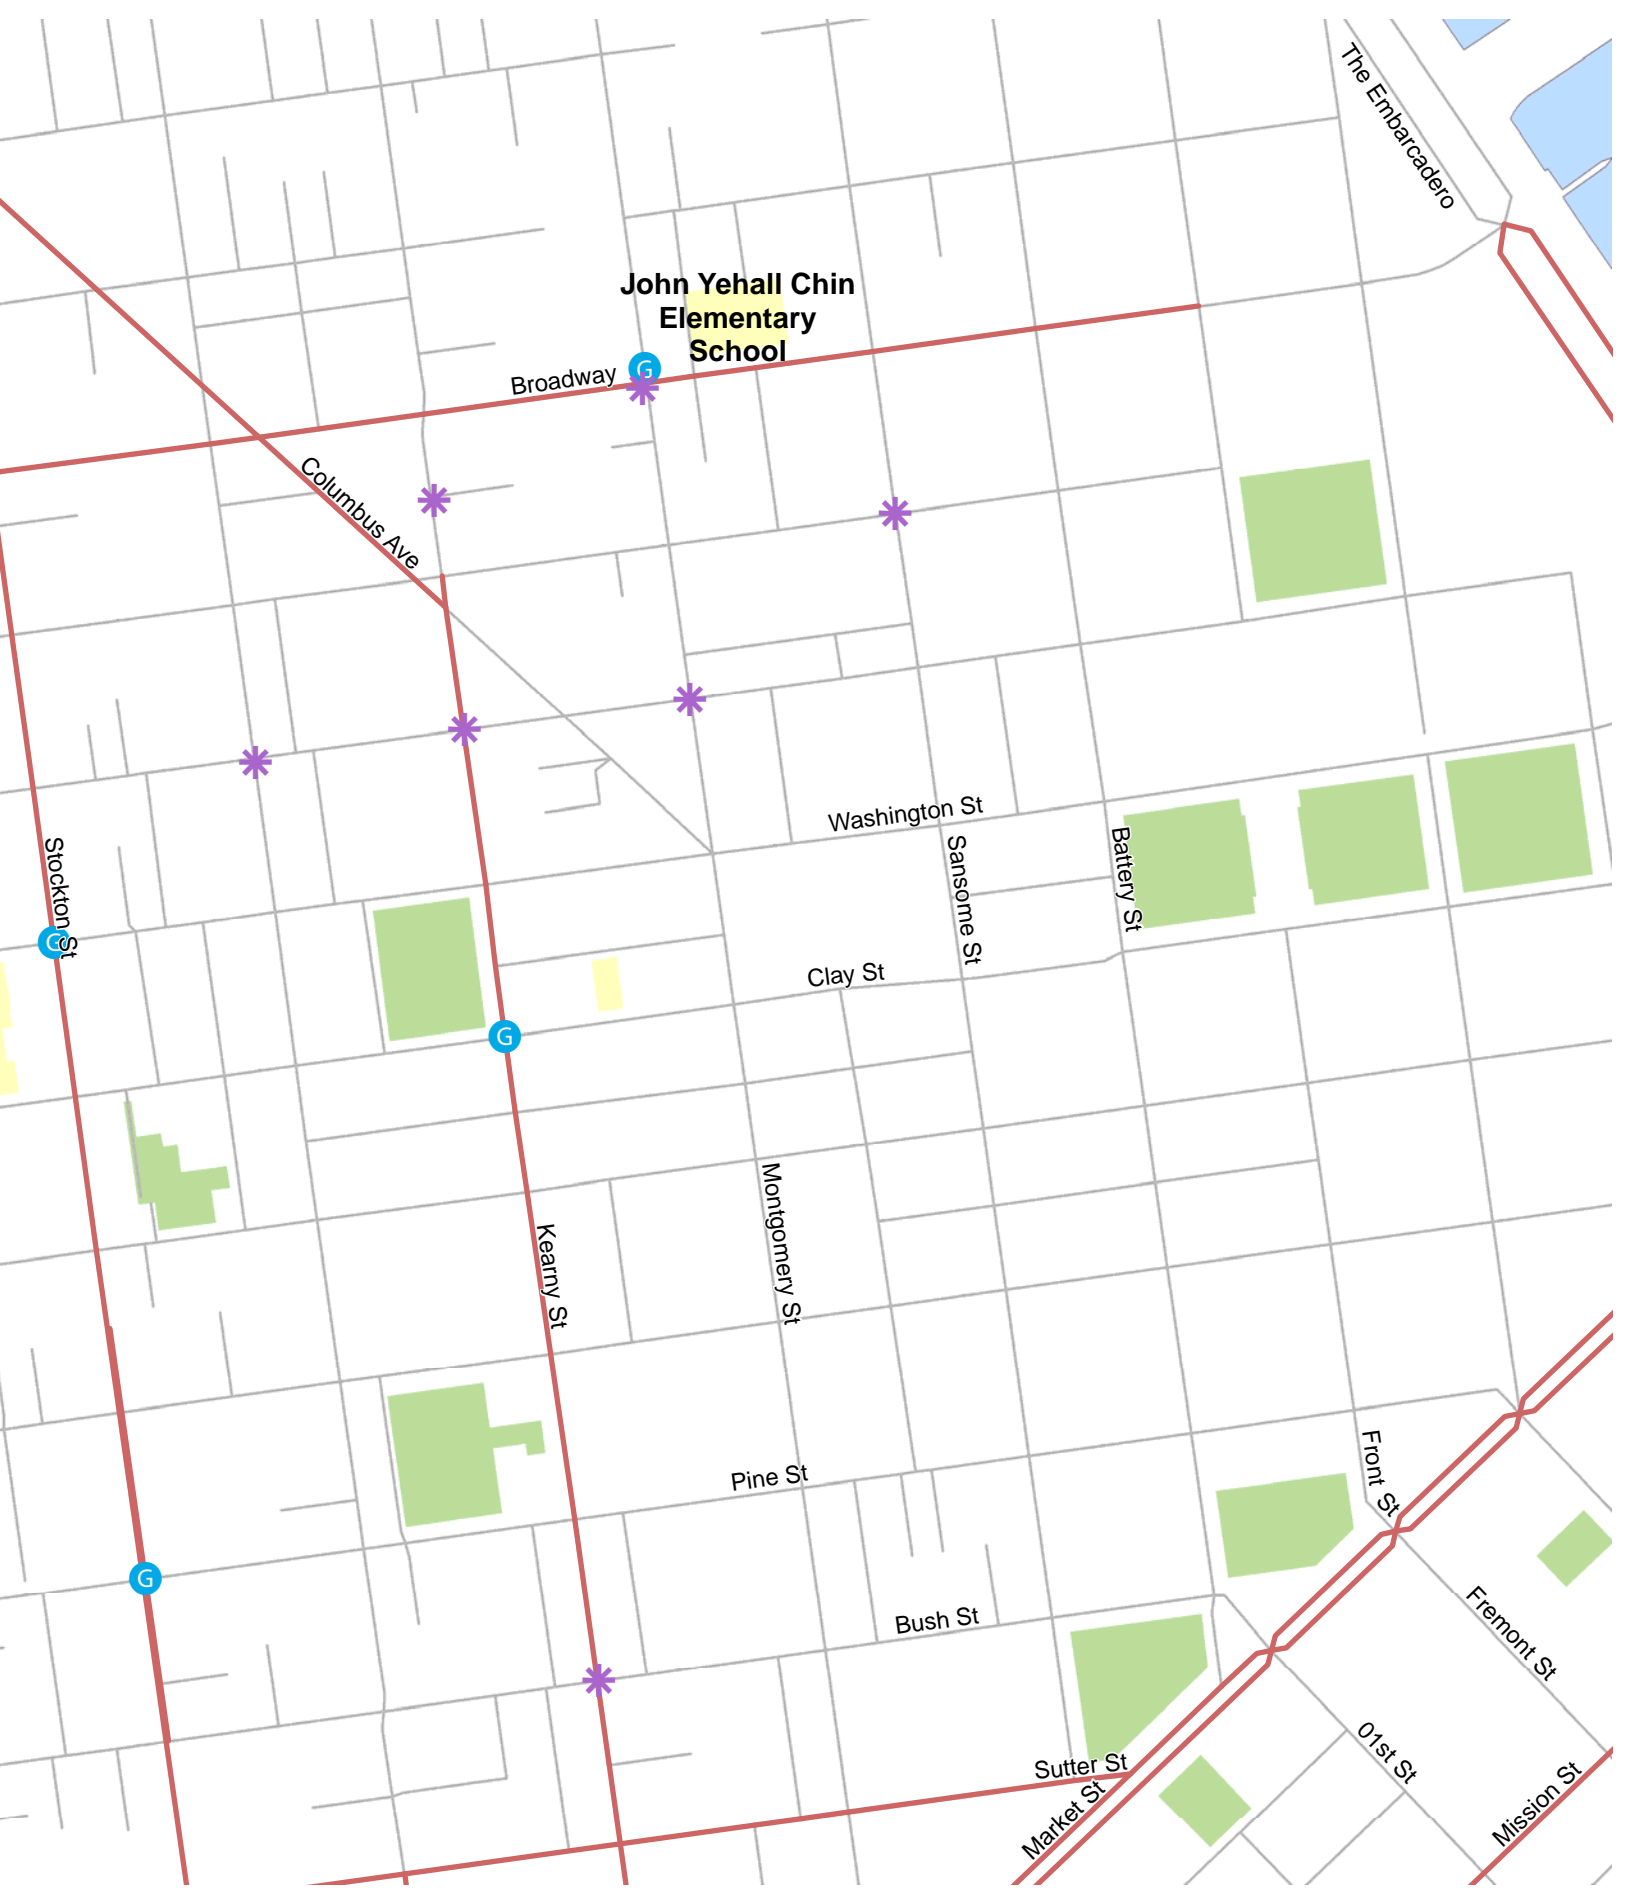 The Embarcadero
John Yehall Chin
Elementary
School
G
Broadway
Columbus Ave
Washington St
Stockton St
G
Sansome St
Battery St
Clay St
G
Montgomery St
Kearny St
Front St
Pine St
G
Bush St
Fremont St
01st St
Sutter St
Market St
Mission St